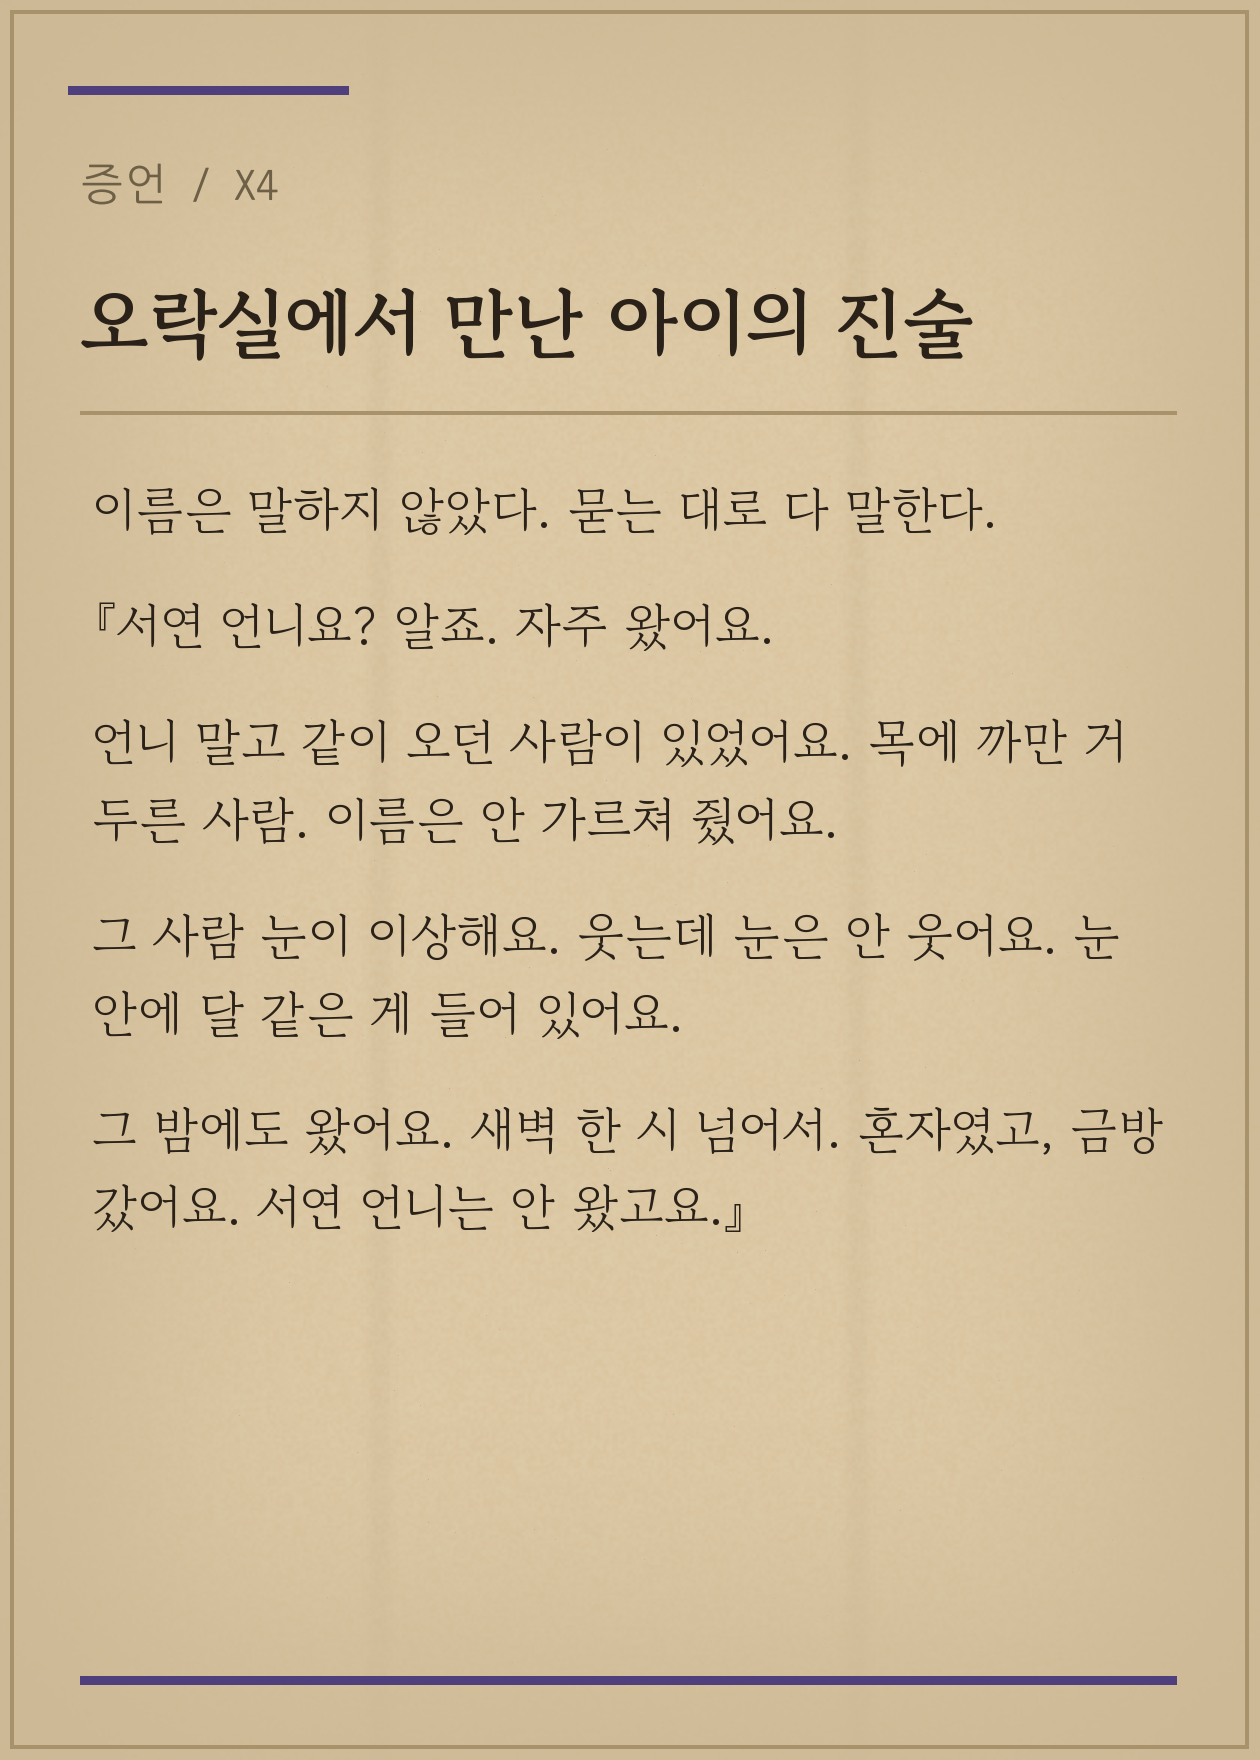 증언 / X4
오락실에서 만난 아이의 진술
이름은 말하지 않았다. 묻는 대로 다 말한다.
『서연 언니요? 알죠. 자주 왔어요.
언니 말고 같이 오던 사람이 있었어요. 목에 까만 거
두른 사람. 이름은 안 가르쳐 줬어요.
그 사람 눈이 이상해요. 웃는데 눈은 안 웃어요. 눈
안에 달 같은 게 들어 있어요.
그 밤에도 왔어요. 새벽 한 시 넘어서. 혼자였고, 금방
갔어요. 서연 언니는 안 왔고요.』